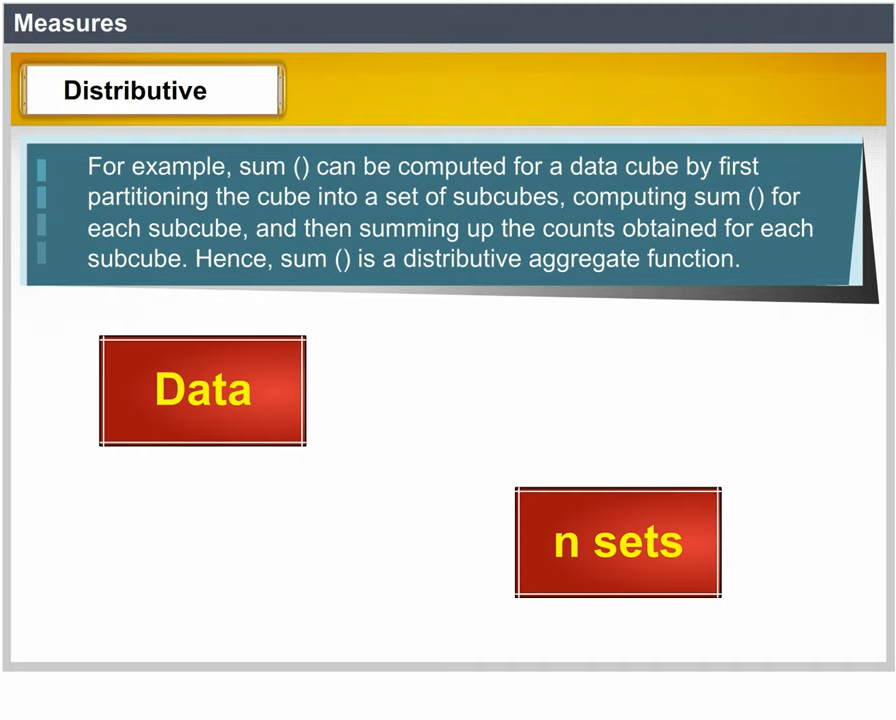 Measures
Distributive
For example, sum () can be computed for a data cube by first
partitioning the cube into a set of subcubes, computing sum () for
each subcube, and then summing up the counts obtained for each
subcube. Hence, sum () is a distributive aggregate function.
Data
n sets